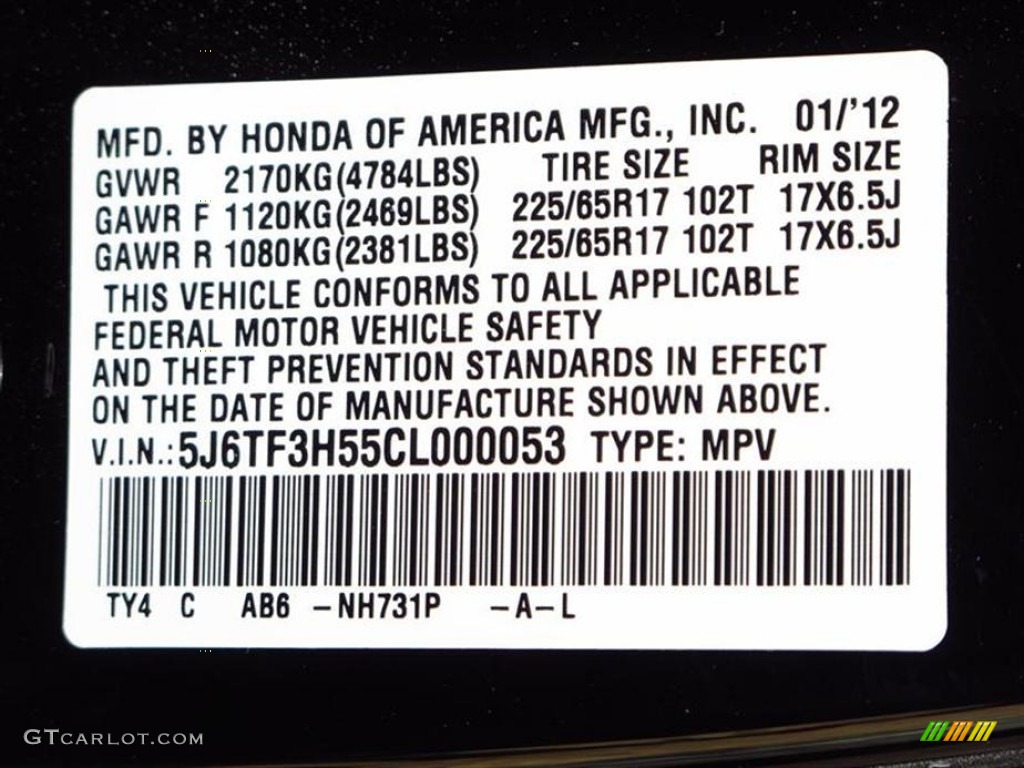 MFD. BY HONDA OF AMERICA MFG., INC. 01/'12
GVWR 2170KG(4784LBS) TIRE SIZE RIM SIZE
GAWR F 1120KG(2469LBS) 225/65R17 102T 17X6.5J
GAWR R 1080KG(2381LBS) 225/65R17 102T 17X6.5J
THIS VEHICLE CONFORMS TO ALL APPLICABLE
FEDERAL MOTOR VEHICLE SAFETY
AND THEFT PREVENTION STANDARDS IN EFFECT
ON THE DATE OF MANUFACTURE SHOWN ABOVE.
V.I.N.:5J6TF3H55CL000053 TYPE: MPV
TY4 C AB6 –NH731P –A–L
GTCARLOT.COM